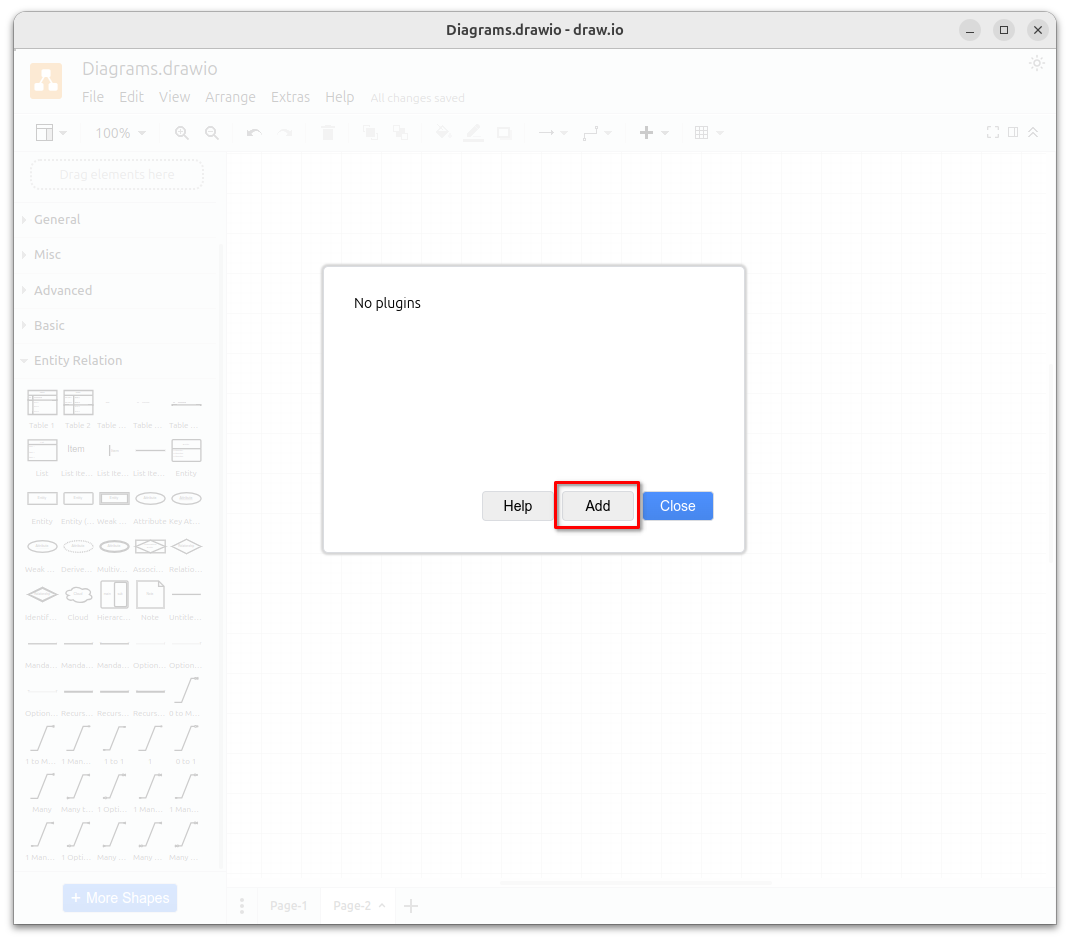 Diagrams.drawio - draw.io
Diagrams.drawio
File Edit View Arrange Extras Help All changes saved
100%
Drag elements here
General
Misc
Advanced
Basic
Entity Relation
Table 1 Table 2 Table ... Table ... Table ...
Item
List List Ite... List Ite... List Ite... Entity
Entity Entity (... Weak ... Attribute Key At...
Weak ... Derive... Multiv... Associ... Relatio...
Identif... Cloud Hierarc... Note Untitle...
Manda... Manda... Manda... Option... Option...
Option... Recurs... Recurs... Recurs... 0 to M...
1 to M... 1 Man... 1 to 1 1 0 to 1
Many Many t... 1 Opti... 1 Man... 1 Man...
1 Man... 1 Opti... Many ... Many ... Many ...
+ More Shapes
No plugins
Help Add Close
Page-1 Page-2